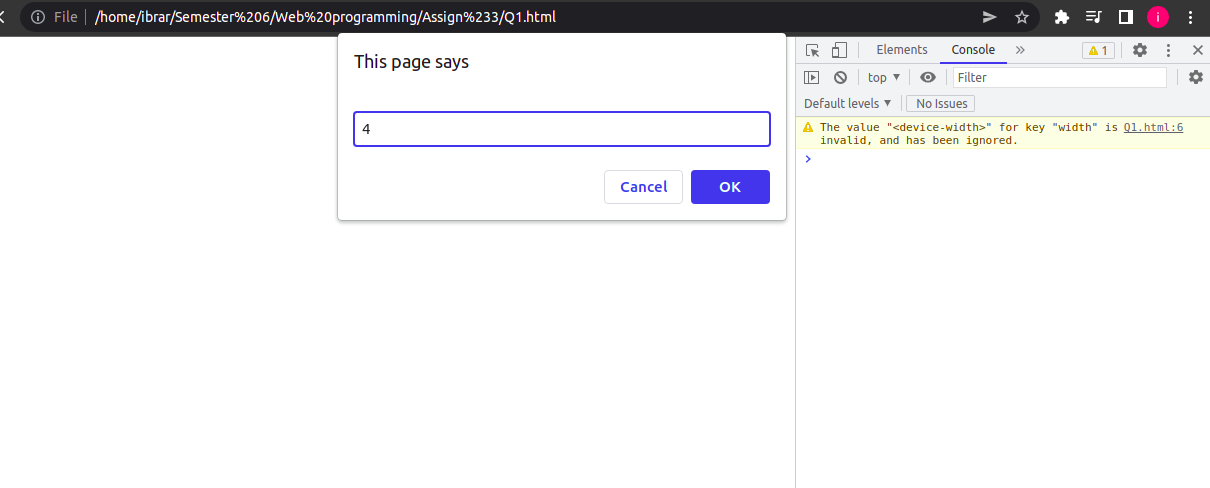 File /home/ibrar/Semester%206/Web%20programming/Assign%233/Q1.html
i
This page says
4
Cancel
OK
Elements Console 1
top Filter
Default levels No Issues
The value "<device-width>" for key "width" is Q1.html:6
invalid, and has been ignored.